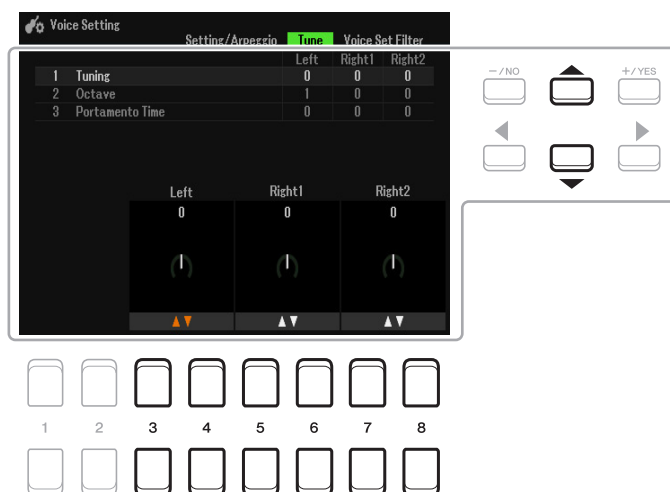 Voice Setting
Setting/Arpeggio Tune Voice Set Filter
Left Right1 Right2
1 Tuning 0 0 0
2 Octave 1 0 0
3 Portamento Time 0 0 0
Left Right1 Right2
0 0 0
-/NO +/YES
1 2 3 4 5 6 7 8